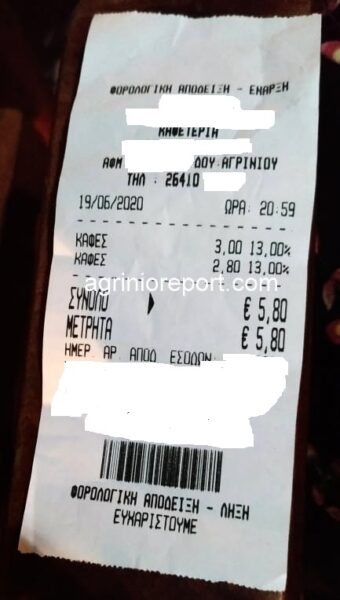 ΦΟΡΟΛΟΓΙΚΗ ΑΠΟΔΕΙΞΗ - ΕΝΑΡΞΗ
ΚΑΦΕΤΕΡΙΑ
ΑΦΜ ΔΟΥ:ΑΓΡΙΝΙΟΥ
ΤΗΛ : 26410
19/06/2020 ΩΡΑ: 20:59
ΚΑΦΕΣ 3,00 13,00%
ΚΑΦΕΣ 2,80 13,00%
agrinioreport.com
ΣΥΝΟΛΟ € 5,80
ΜΕΤΡΗΤΑ € 5,80
ΗΜΕΡ. ΑΡ. ΑΠΟΔ. ΕΣΟΔΩΝ:
ΦΟΡΟΛΟΓΙΚΗ ΑΠΟΔΕΙΞΗ - ΛΗΞΗ
ΕΥΧΑΡΙΣΤΟΥΜΕ